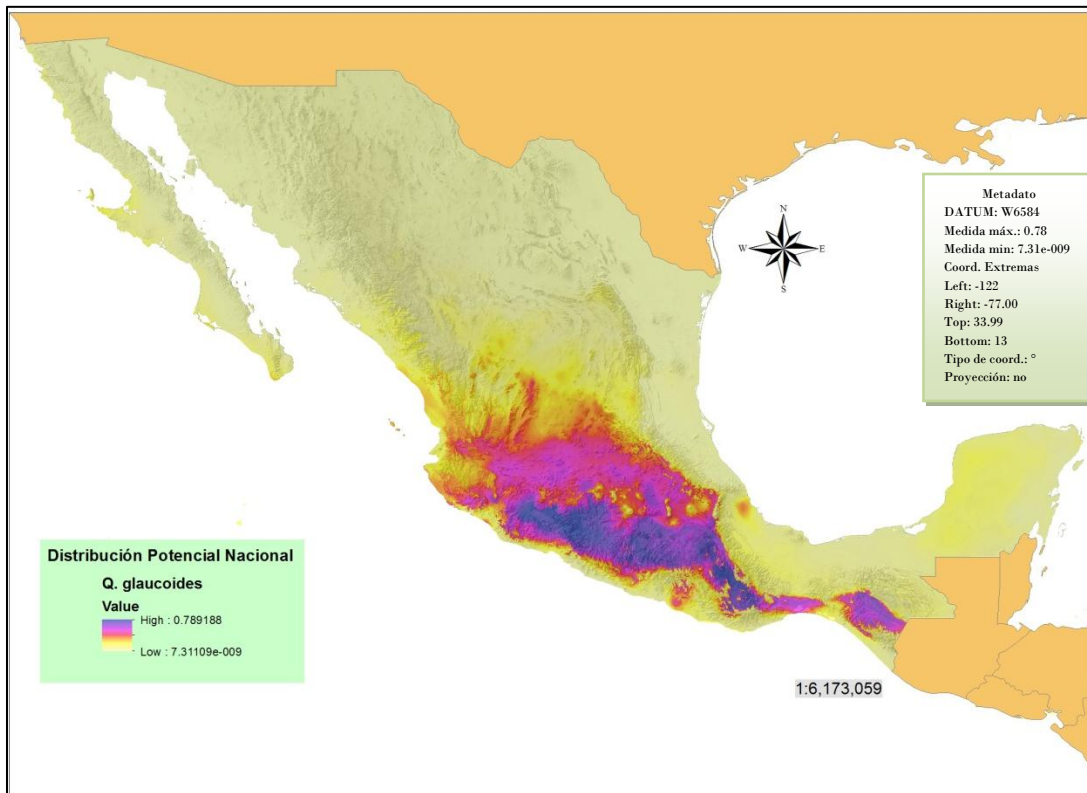 N
W E
S
Metadato
DATUM: W6584
Medida máx.: 0.78
Medida min: 7.31e-009
Coord. Extremas
Left: -122
Right: -77.00
Top: 33.99
Bottom: 13
Tipo de coord.: °
Proyección: no
Distribución Potencial Nacional
Q. glaucoides
Value
High : 0.789188
Low : 7.31109e-009
1:6,173,059